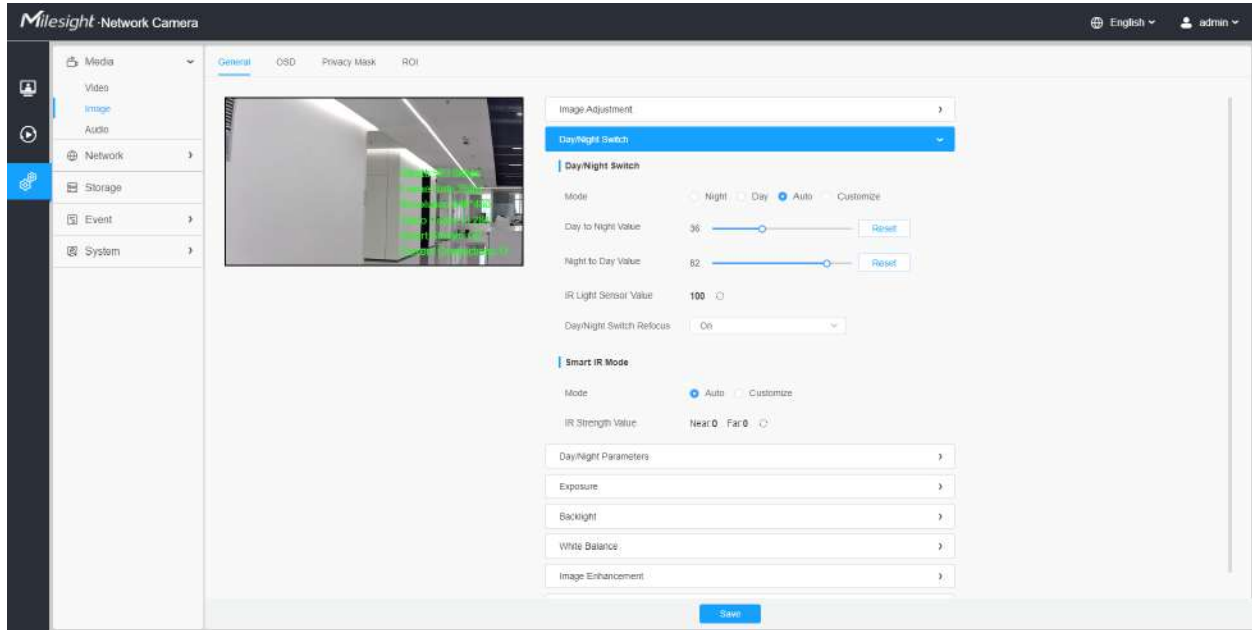 Milesight -Network Camera
English
admin
Media
Video
Image
Audio
Network
Storage
Event
System
General OSD Privacy Mask ROI
Image Adjustment
Day/Night Switch
Day/Night Switch
Mode Night Day Auto Customize
Day to Night Value 36 Reset
Night to Day Value 82 Reset
IR Light Sensor Value 100
Day/Night Switch Refocus On
Smart IR Mode
Mode Auto Customize
IR Strength Value Near 0 Far 0
Day/Night Parameters
Exposure
Backlight
White Balance
Image Enhancement
Save